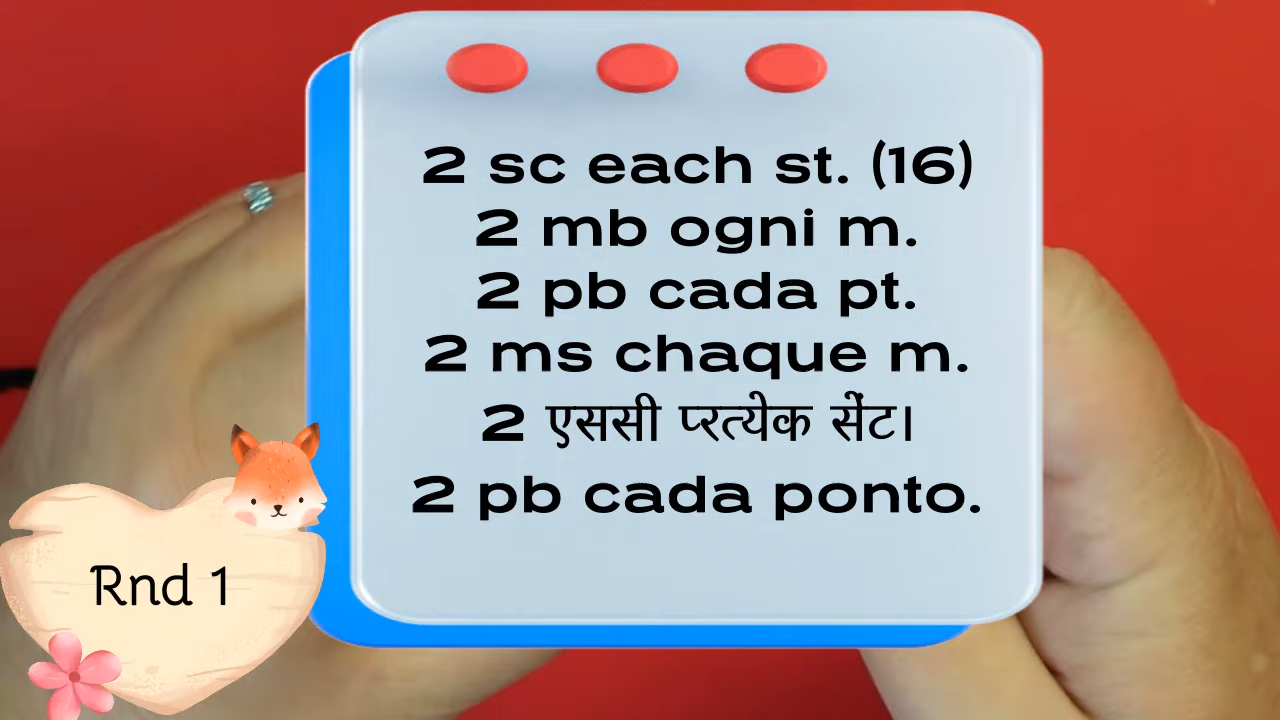 2 sc each st. (16)
2 mb ogni m.
2 pb cada pt.
2 ms chaque m.
2 एससी प्रत्येक सेंट।
2 pb cada ponto.
Rnd 1